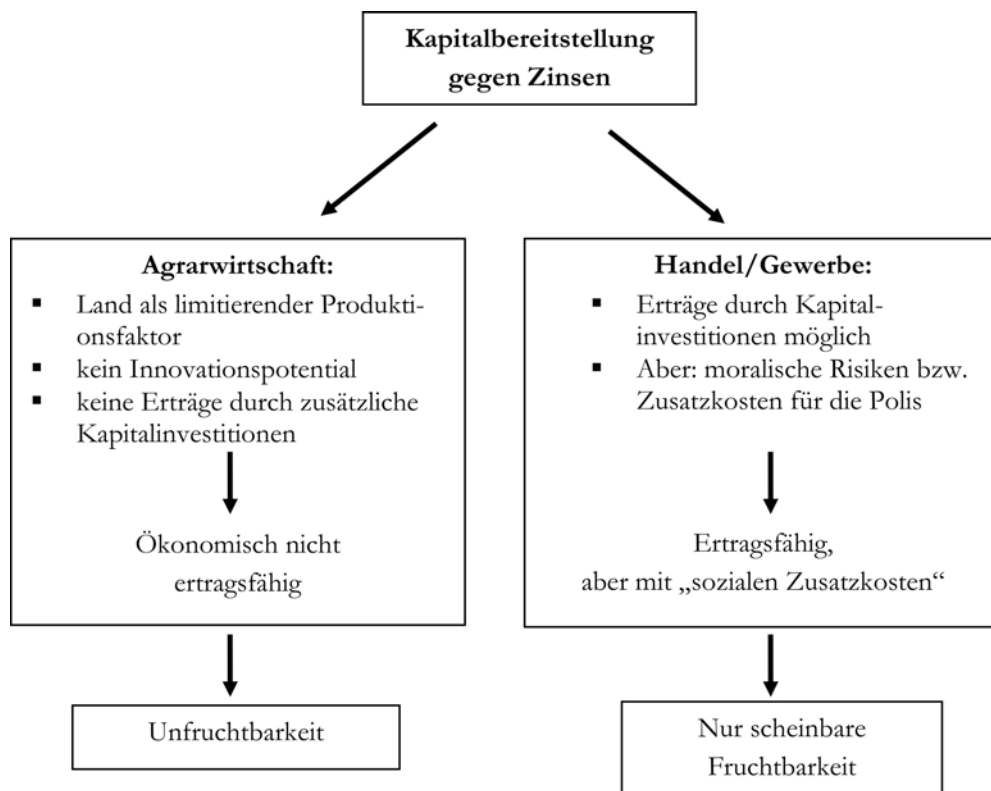 Kapitalbereitstellung
gegen Zinsen
Agrarwirtschaft:
▪ Land als limitierender Produkti-
onsfaktor
▪ kein Innovationspotential
▪ keine Erträge durch zusätzliche
Kapitalinvestitionen
Ökonomisch nicht
ertragsfähig
Unfruchtbarkeit
Handel/Gewerbe:
▪ Erträge durch Kapital-
investitionen möglich
▪ Aber: moralische Risiken bzw.
Zusatzkosten für die Polis
Ertragsfähig,
aber mit „sozialen Zusatzkosten“
Nur scheinbare
Fruchtbarkeit